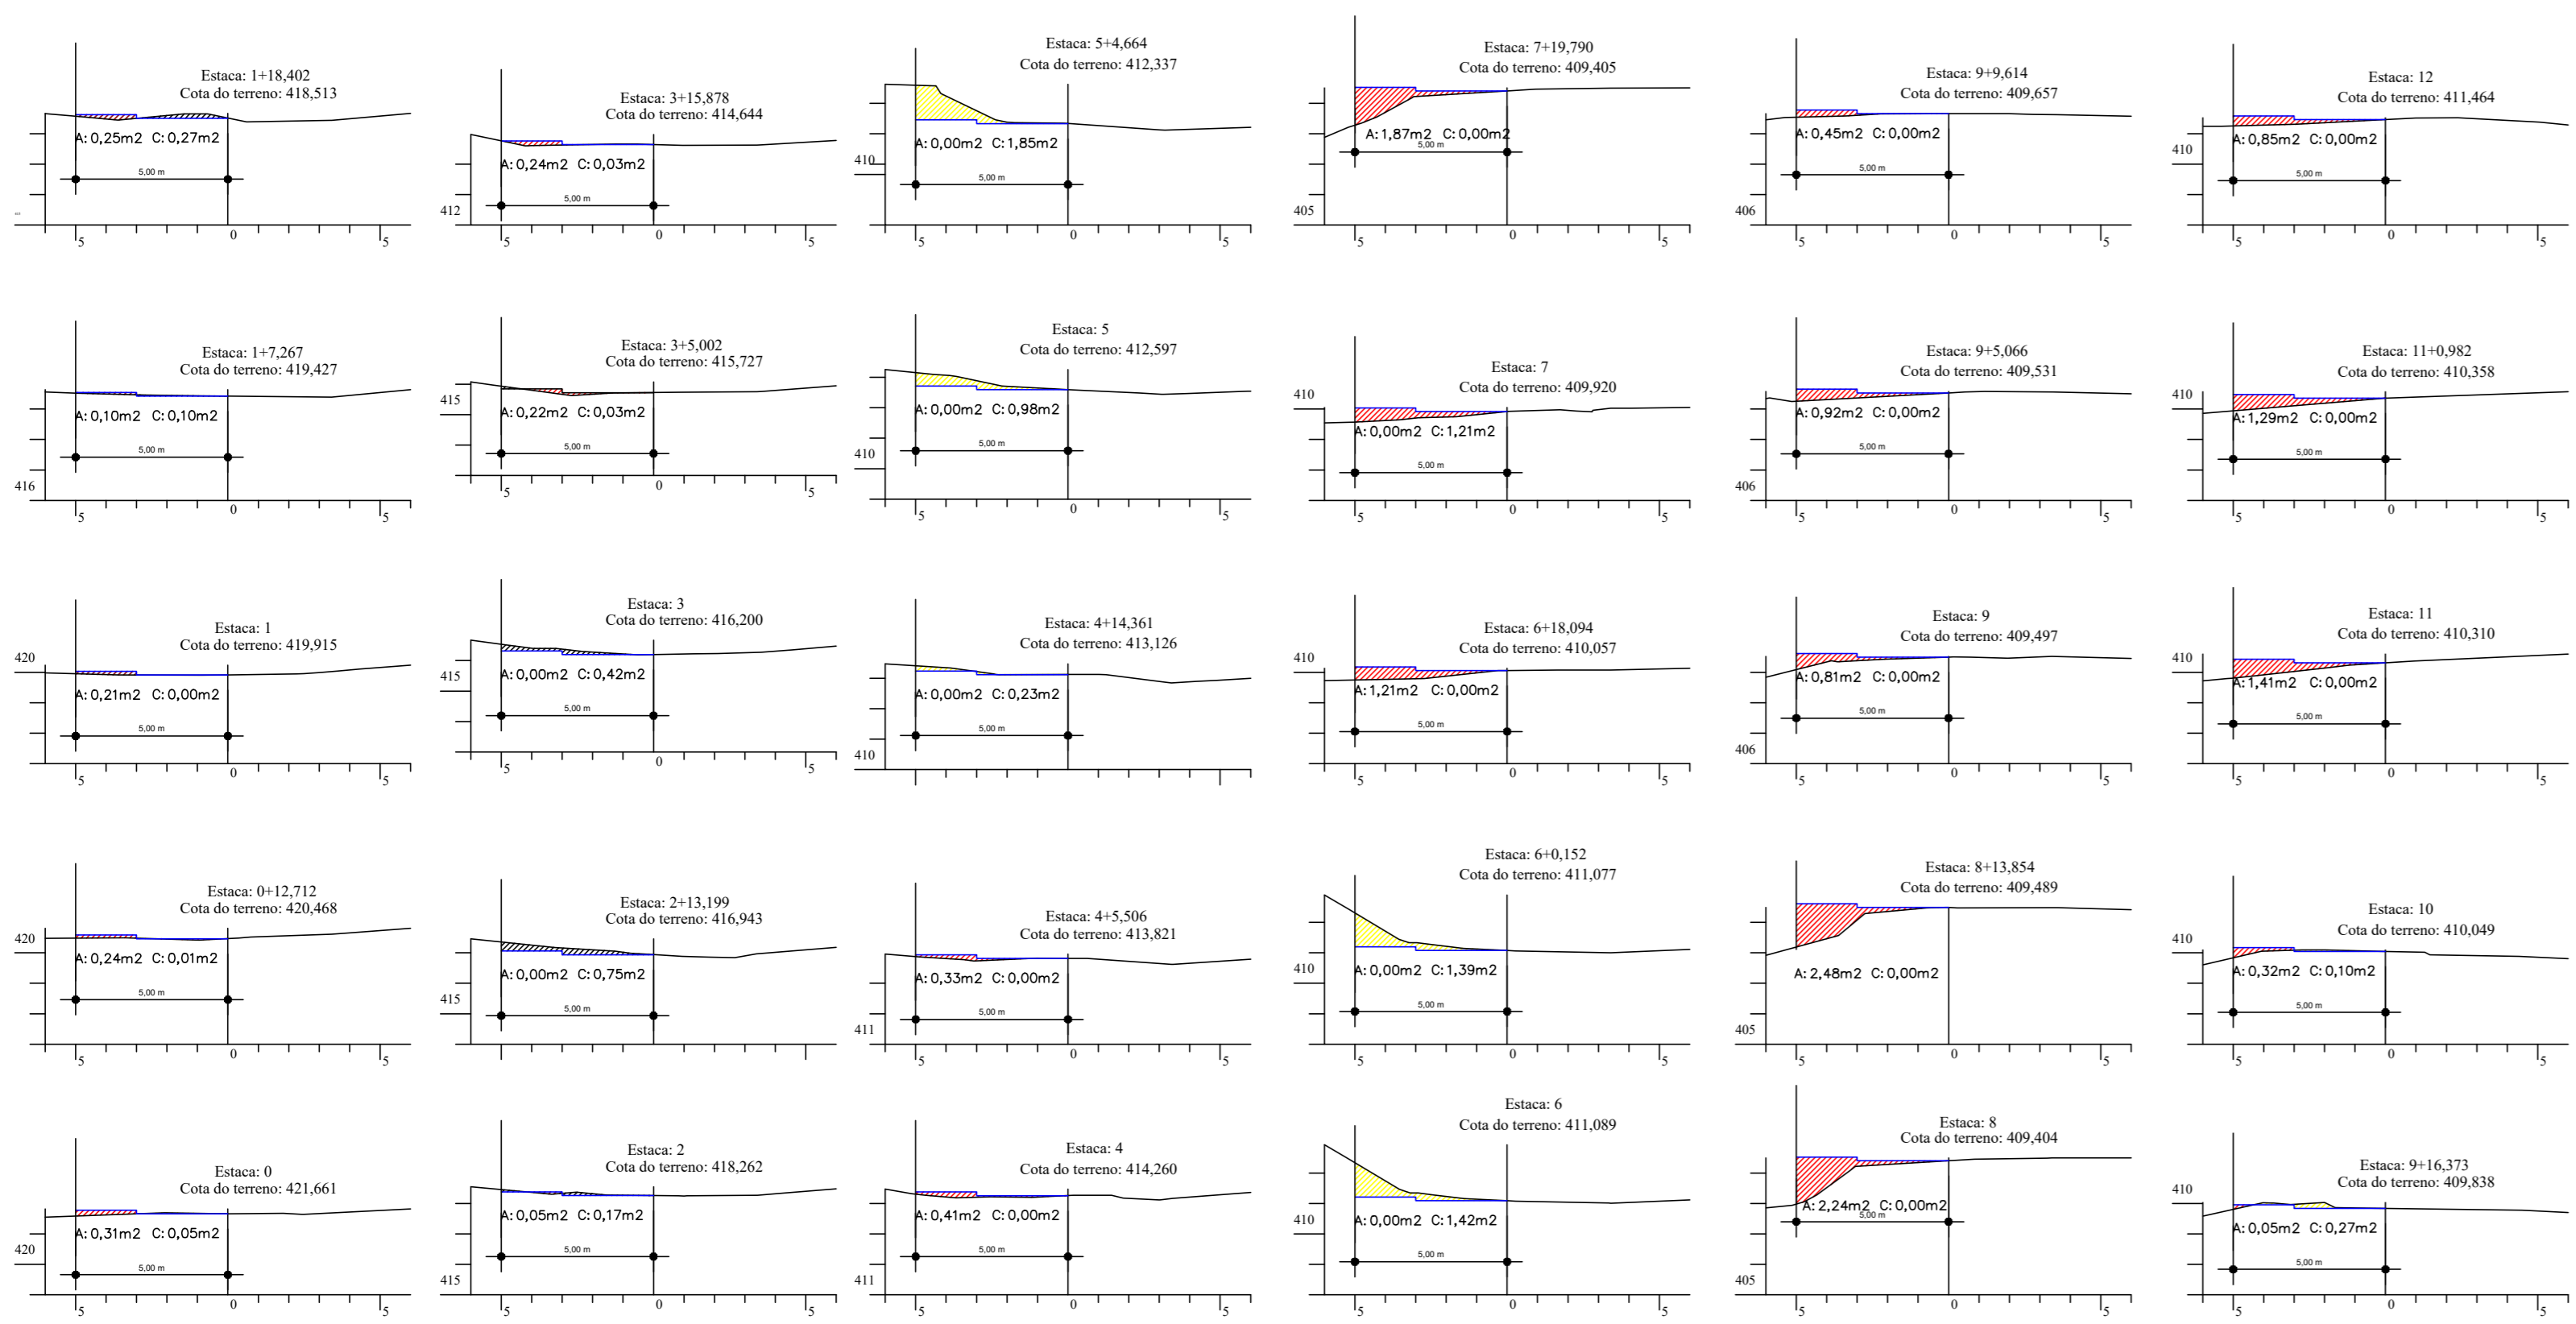 Estaca: 1+18,402
Cota do terreno: 418,513
A: 0,25m2 C: 0,27m2
5,00 m
5 0 5
Estaca: 3+15,878
Cota do terreno: 414,644
A: 0,24m2 C: 0,03m2
5,00 m
412
5 0 5
Estaca: 5+4,664
Cota do terreno: 412,337
A: 0,00m2 C: 1,85m2
410
5,00 m
5 0 5
Estaca: 7+19,790
Cota do terreno: 409,405
A: 1,87m2 C: 0,00m2
5,00 m
405
5 0 5
Estaca: 9+9,614
Cota do terreno: 409,657
A: 0,45m2 C: 0,00m2
5,00 m
406
5 0 5
Estaca: 12
Cota do terreno: 411,464
A: 0,85m2 C: 0,00m2
410
5,00 m
5 0 5
Estaca: 1+7,267
Cota do terreno: 419,427
A: 0,10m2 C: 0,10m2
5,00 m
416
5 0 5
Estaca: 3+5,002
Cota do terreno: 415,727
415
A: 0,22m2 C: 0,03m2
5,00 m
5 0 5
Estaca: 5
Cota do terreno: 412,597
A: 0,00m2 C: 0,98m2
5,00 m
410
5 0 5
Estaca: 7
Cota do terreno: 409,920
410
A: 0,00m2 C: 1,21m2
5,00 m
5 0 5
Estaca: 9+5,066
Cota do terreno: 409,531
A: 0,92m2 C: 0,00m2
5,00 m
406
5 0 5
Estaca: 11+0,982
Cota do terreno: 410,358
410
A: 1,29m2 C: 0,00m2
5,00 m
5 0 5
Estaca: 1
Cota do terreno: 419,915
420
A: 0,21m2 C: 0,00m2
5,00 m
5 0 5
Estaca: 3
Cota do terreno: 416,200
415
A: 0,00m2 C: 0,42m2
5,00 m
5 0 5
Estaca: 4+14,361
Cota do terreno: 413,126
A: 0,00m2 C: 0,23m2
5,00 m
410
Estaca: 6+18,094
Cota do terreno: 410,057
410
A: 1,21m2 C: 0,00m2
5,00 m
5 0 5
Estaca: 9
Cota do terreno: 409,497
A: 0,81m2 C: 0,00m2
5,00 m
406
5 0 5
Estaca: 11
Cota do terreno: 410,310
410
A: 1,41m2 C: 0,00m2
5,00 m
5 0 5
Estaca: 0+12,712
Cota do terreno: 420,468
420
A: 0,24m2 C: 0,01m2
5,00 m
5 0 5
Estaca: 2+13,199
Cota do terreno: 416,943
A: 0,00m2 C: 0,75m2
415
5,00 m
Estaca: 4+5,506
Cota do terreno: 413,821
A: 0,33m2 C: 0,00m2
5,00 m
411
5 0 5
Estaca: 6+0,152
Cota do terreno: 411,077
410
A: 0,00m2 C: 1,39m2
5,00 m
5 0 5
Estaca: 8+13,854
Cota do terreno: 409,489
A: 2,48m2 C: 0,00m2
405
5 0 5
Estaca: 10
Cota do terreno: 410,049
410
A: 0,32m2 C: 0,10m2
5,00 m
5 0 5
Estaca: 0
Cota do terreno: 421,661
A: 0,31m2 C: 0,05m2
420
5,00 m
5 0 5
Estaca: 2
Cota do terreno: 418,262
A: 0,05m2 C: 0,17m2
5,00 m
415
5 0 5
Estaca: 4
Cota do terreno: 414,260
A: 0,41m2 C: 0,00m2
5,00 m
411
5 0 5
Estaca: 6
Cota do terreno: 411,089
410
A: 0,00m2 C: 1,42m2
5,00 m
5 0 5
Estaca: 8
Cota do terreno: 409,404
A: 2,24m2 C: 0,00m2
5,00 m
405
5 0 5
Estaca: 9+16,373
Cota do terreno: 409,838
410
A: 0,05m2 C: 0,27m2
5,00 m
5 0 5